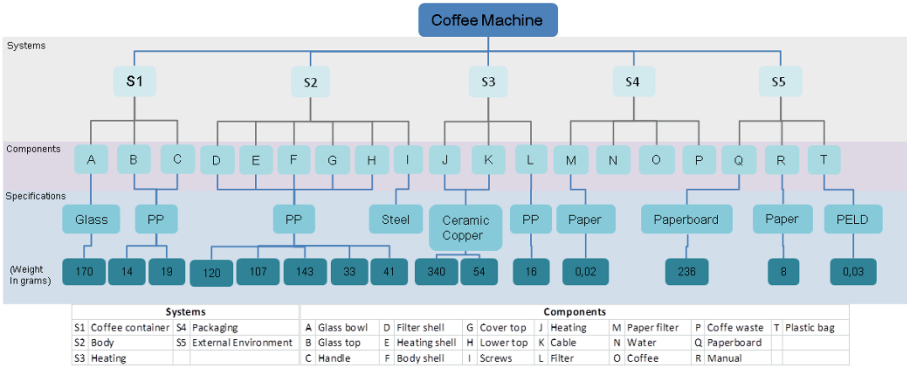 Coffee Machine
Systems
S1 S2 S3 S4 S5
Components
A B C D E F G H I J K L M N O P Q R T
Specifications
Glass PP PP Steel Ceramic Copper PP Paper Paperboard Paper PELD
(Weight In grams)
170 14 19 120 107 143 33 41 340 54 16 0,02 236 8 0,03
Systems Components
S1 Coffee container S4 Packaging A Glass bowl D Filter shell G Cover top J Heating M Paper filter P Coffe waste T Plastic bag
S2 Body S5 External Environment B Glass top E Heating shell H Lower top K Cable N Water Q Paperboard
S3 Heating C Handle F Body shell I Screws L Filter O Coffee R Manual